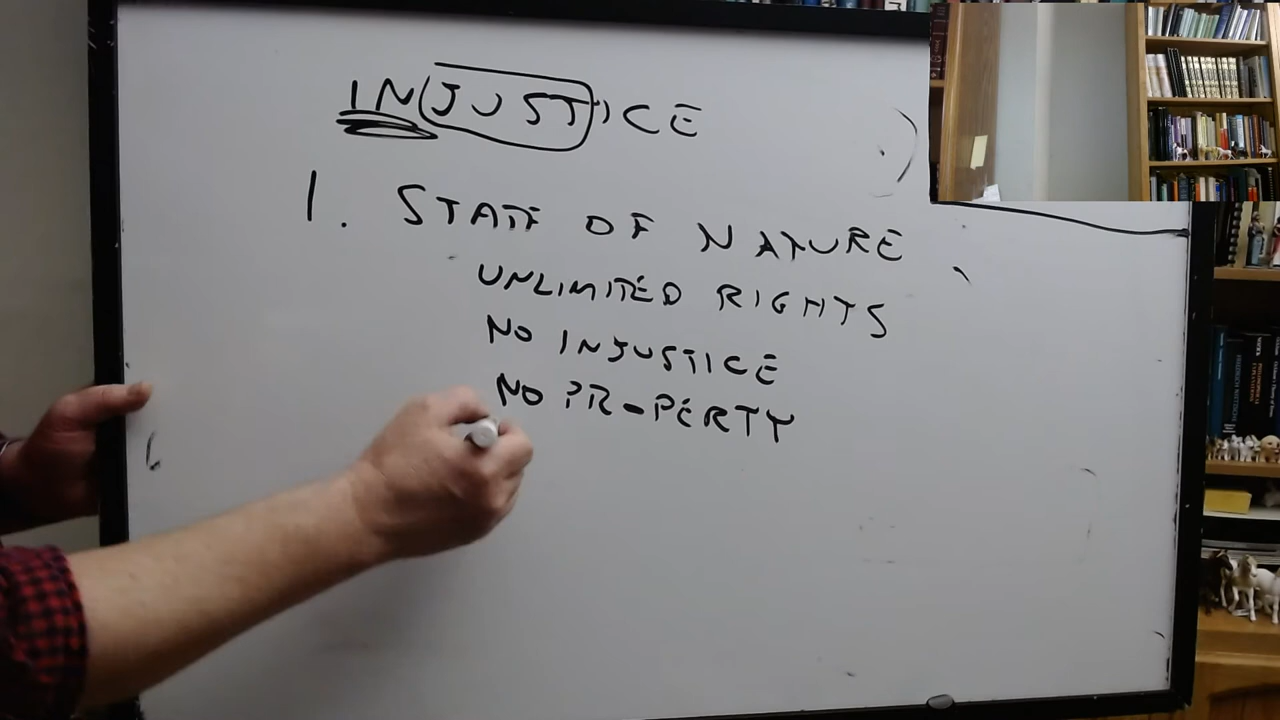 INJUSTICE
1. STATE OF NATURE
UNLIMITED RIGHTS
NO INJUSTICE
NO PROPERTY